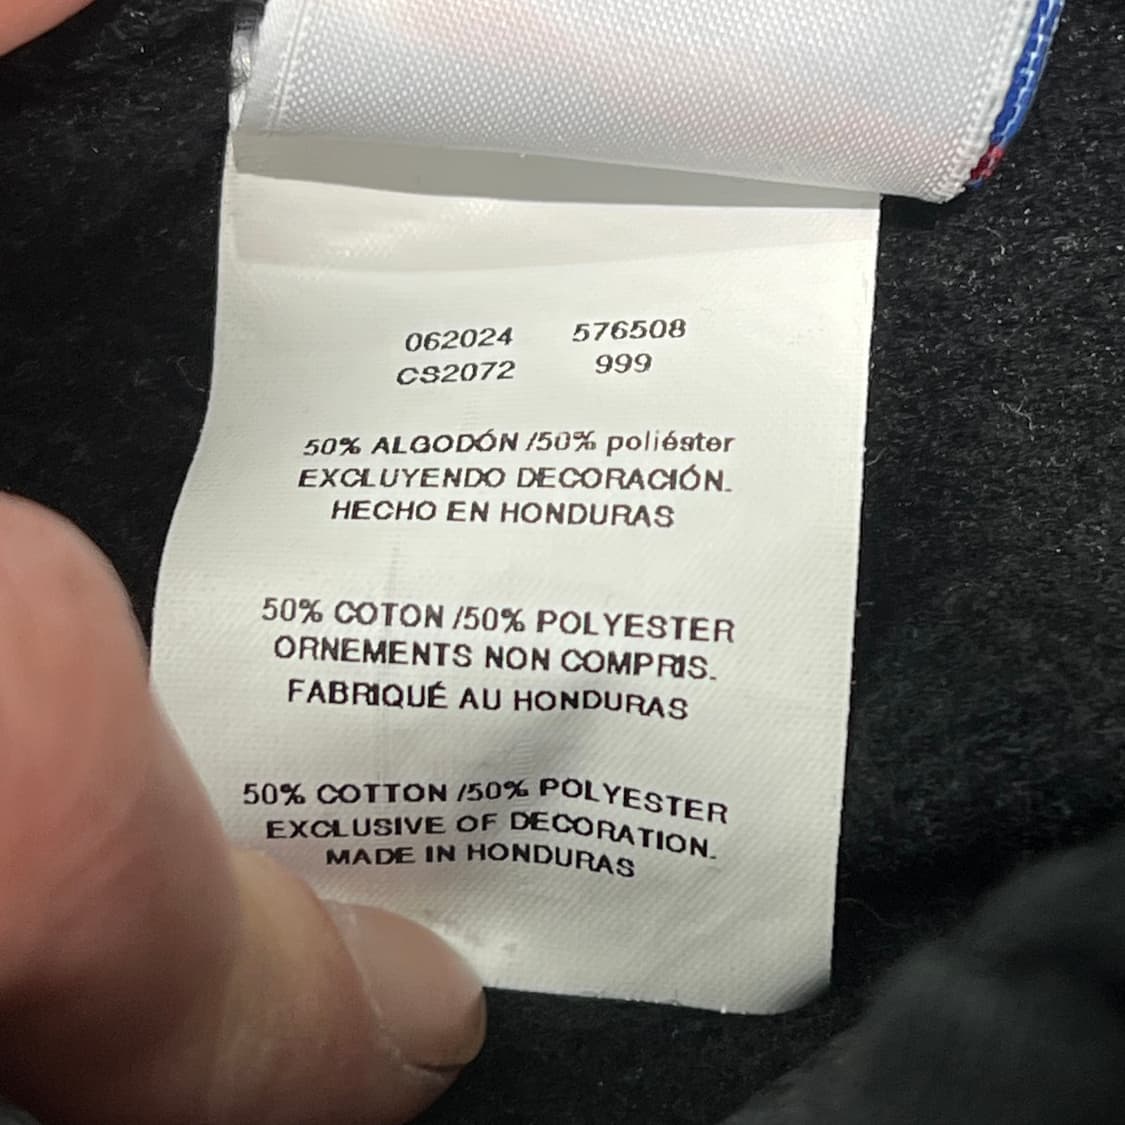 062024 576508
CS2072 999
50% ALGODÓN /50% poliéster
EXCLUYENDO DECORACIÓN.
HECHO EN HONDURAS
50% COTON /50% POLYESTER
ORNEMENTS NON COMPRIS.
FABRIQUÉ AU HONDURAS
50% COTTON /50% POLYESTER
EXCLUSIVE OF DECORATION.
MADE IN HONDURAS